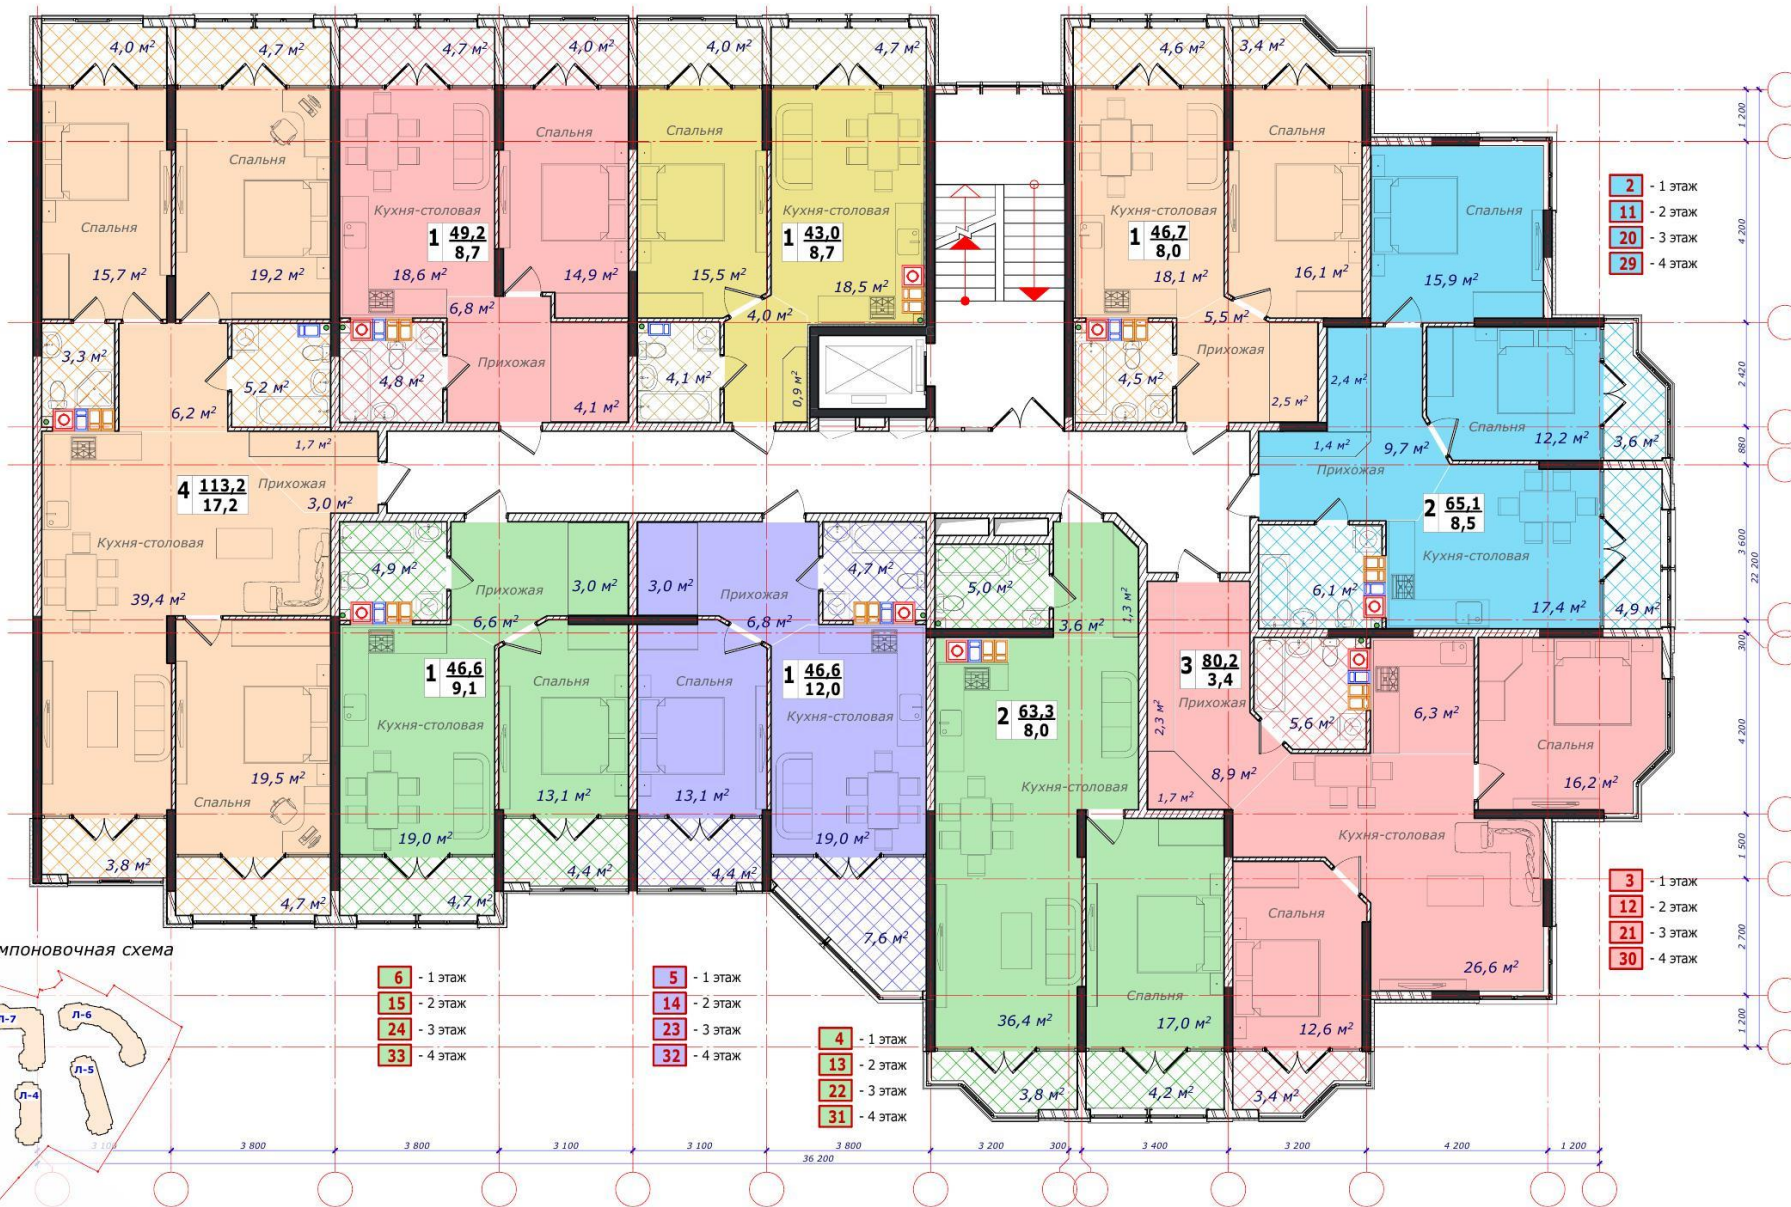 4,0 м²
4,7 м²
4,7 м²
4,0 м²
4,0 м²
4,7 м²
4,6 м²
3,4 м²
Спальня
15,7 м²
Спальня
19,2 м²
Кухня-столовая
1 49,2
8,7
18,6 м²
Спальня
14,9 м²
6,8 м²
Прихожая
4,8 м²
4,1 м²
Спальня
15,5 м²
Кухня-столовая
1 43,0
8,7
18,5 м²
4,0 м²
4,1 м²
0,9 м²
Кухня-столовая
1 46,7
8,0
18,1 м²
Спальня
16,1 м²
5,5 м²
Прихожая
4,5 м²
2,5 м²
Спальня
15,9 м²
2,4 м²
Спальня
12,2 м²
3,6 м²
1,4 м²
9,7 м²
Прихожая
2 65,1
8,5
Кухня-столовая
6,1 м²
17,4 м²
4,9 м²
2 - 1 этаж
11 - 2 этаж
20 - 3 этаж
29 - 4 этаж
3,3 м²
5,2 м²
6,2 м²
1,7 м²
4 113,2
17,2
Прихожая
3,0 м²
Кухня-столовая
39,4 м²
19,5 м²
Спальня
3,8 м²
4,7 м²
4,9 м²
Прихожая
3,0 м²
6,6 м²
1 46,6
9,1
Спальня
Кухня-столовая
13,1 м²
19,0 м²
4,7 м²
4,4 м²
3,0 м²
Прихожая
4,7 м²
6,8 м²
Спальня
1 46,6
12,0
Кухня-столовая
13,1 м²
19,0 м²
4,4 м²
7,6 м²
5,0 м²
1,3 м²
3,6 м²
2 63,3
8,0
Кухня-столовая
36,4 м²
Спальня
17,0 м²
3,8 м²
4,2 м²
3 80,2
3,4
Прихожая
2,3 м²
5,6 м²
6,3 м²
8,9 м²
1,7 м²
Спальня
16,2 м²
Кухня-столовая
Спальня
12,6 м²
26,6 м²
3,4 м²
3 - 1 этаж
12 - 2 этаж
21 - 3 этаж
30 - 4 этаж
мпоновочная схема
Л-7
Л-6
Л-5
Л-4
6 - 1 этаж
15 - 2 этаж
24 - 3 этаж
33 - 4 этаж
5 - 1 этаж
14 - 2 этаж
23 - 3 этаж
32 - 4 этаж
4 - 1 этаж
13 - 2 этаж
22 - 3 этаж
31 - 4 этаж
1 200
4 200
2 420
880
3 600
22 200
300
4 200
1 500
2 700
1 200
3 100
3 800
3 800
3 100
3 100
3 800
3 200
300
3 400
3 200
4 200
1 200
36 200